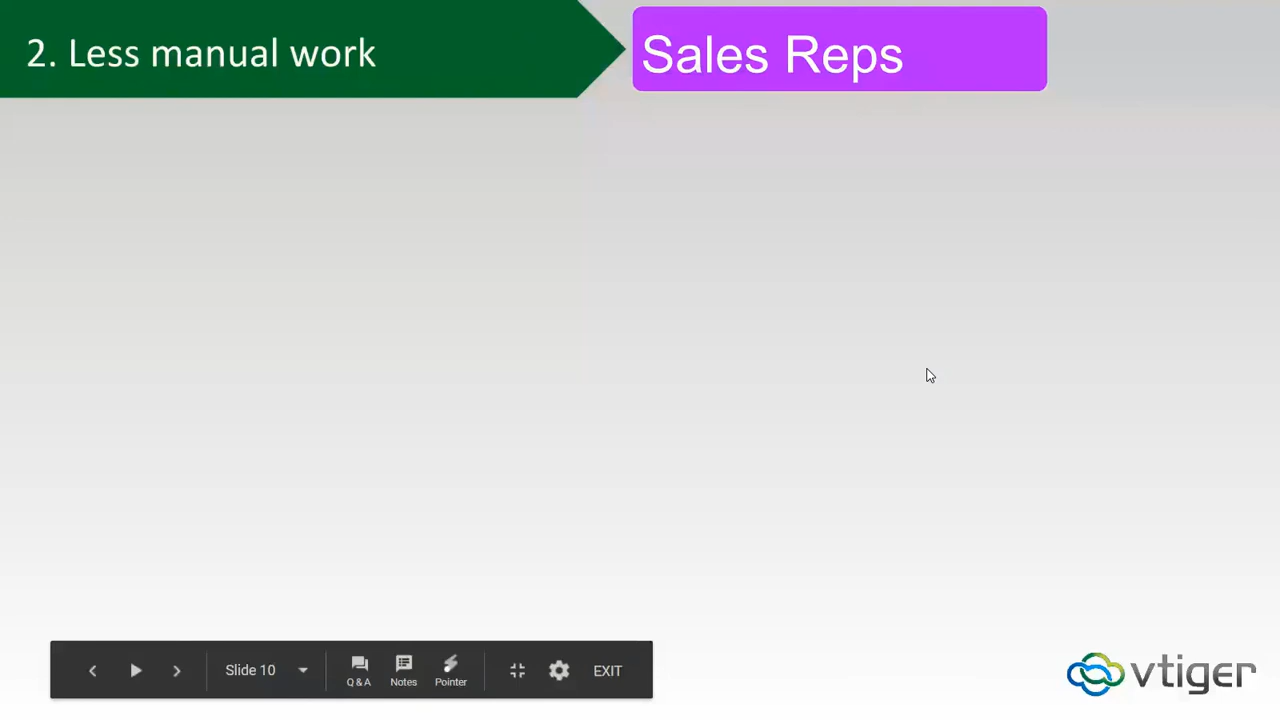 2. Less manual work
Sales Reps
Slide 10
Q & A
Notes
Pointer
EXIT
vtiger